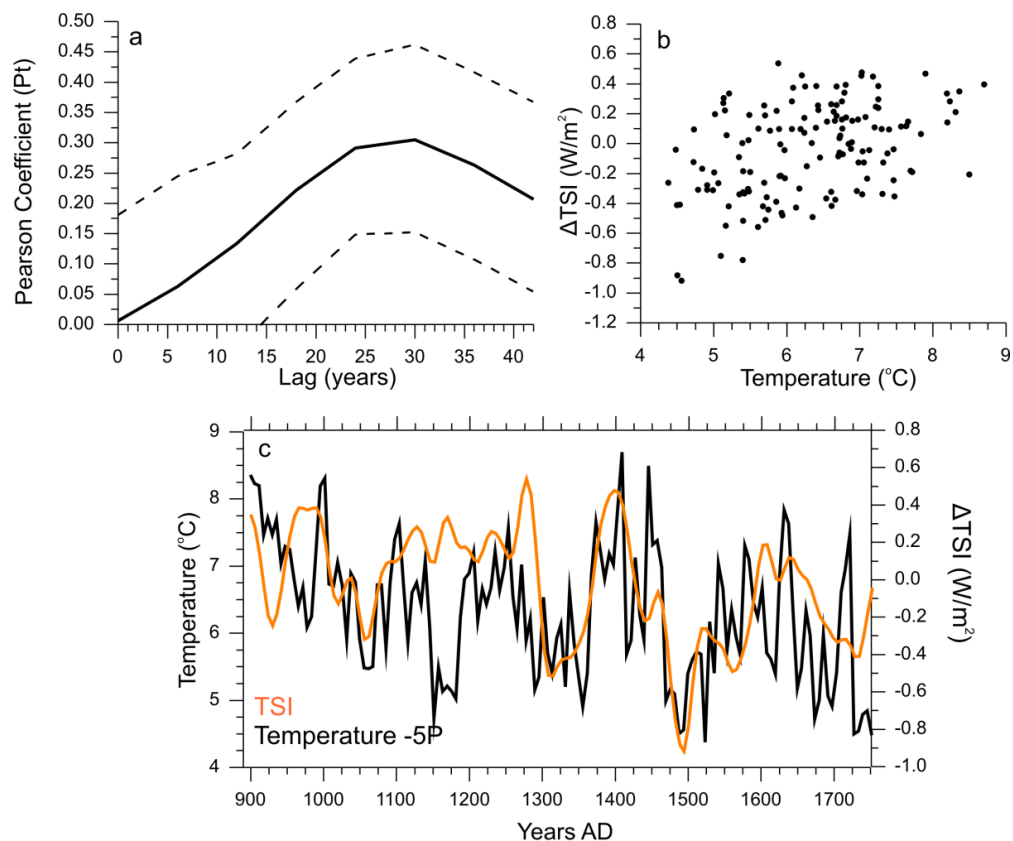 a
0.50
0.45
0.40
0.35
0.30
0.25
0.20
0.15
0.10
0.05
0.00
Pearson Coefficient (Pt)
0 5 10 15 20 25 30 35 40
Lag (years)
b
0.8
0.6
0.4
0.2
0.0
-0.2
-0.4
-0.6
-0.8
-1.0
-1.2
ΔTSI (W/m²)
4 5 6 7 8 9
Temperature (°C)
c
9
8
7
6
5
4
Temperature (°C)
0.8
0.6
0.4
0.2
0.0
-0.2
-0.4
-0.6
-0.8
-1.0
ΔTSI (W/m²)
TSI
Temperature -5P
900 1000 1100 1200 1300 1400 1500 1600 1700
Years AD